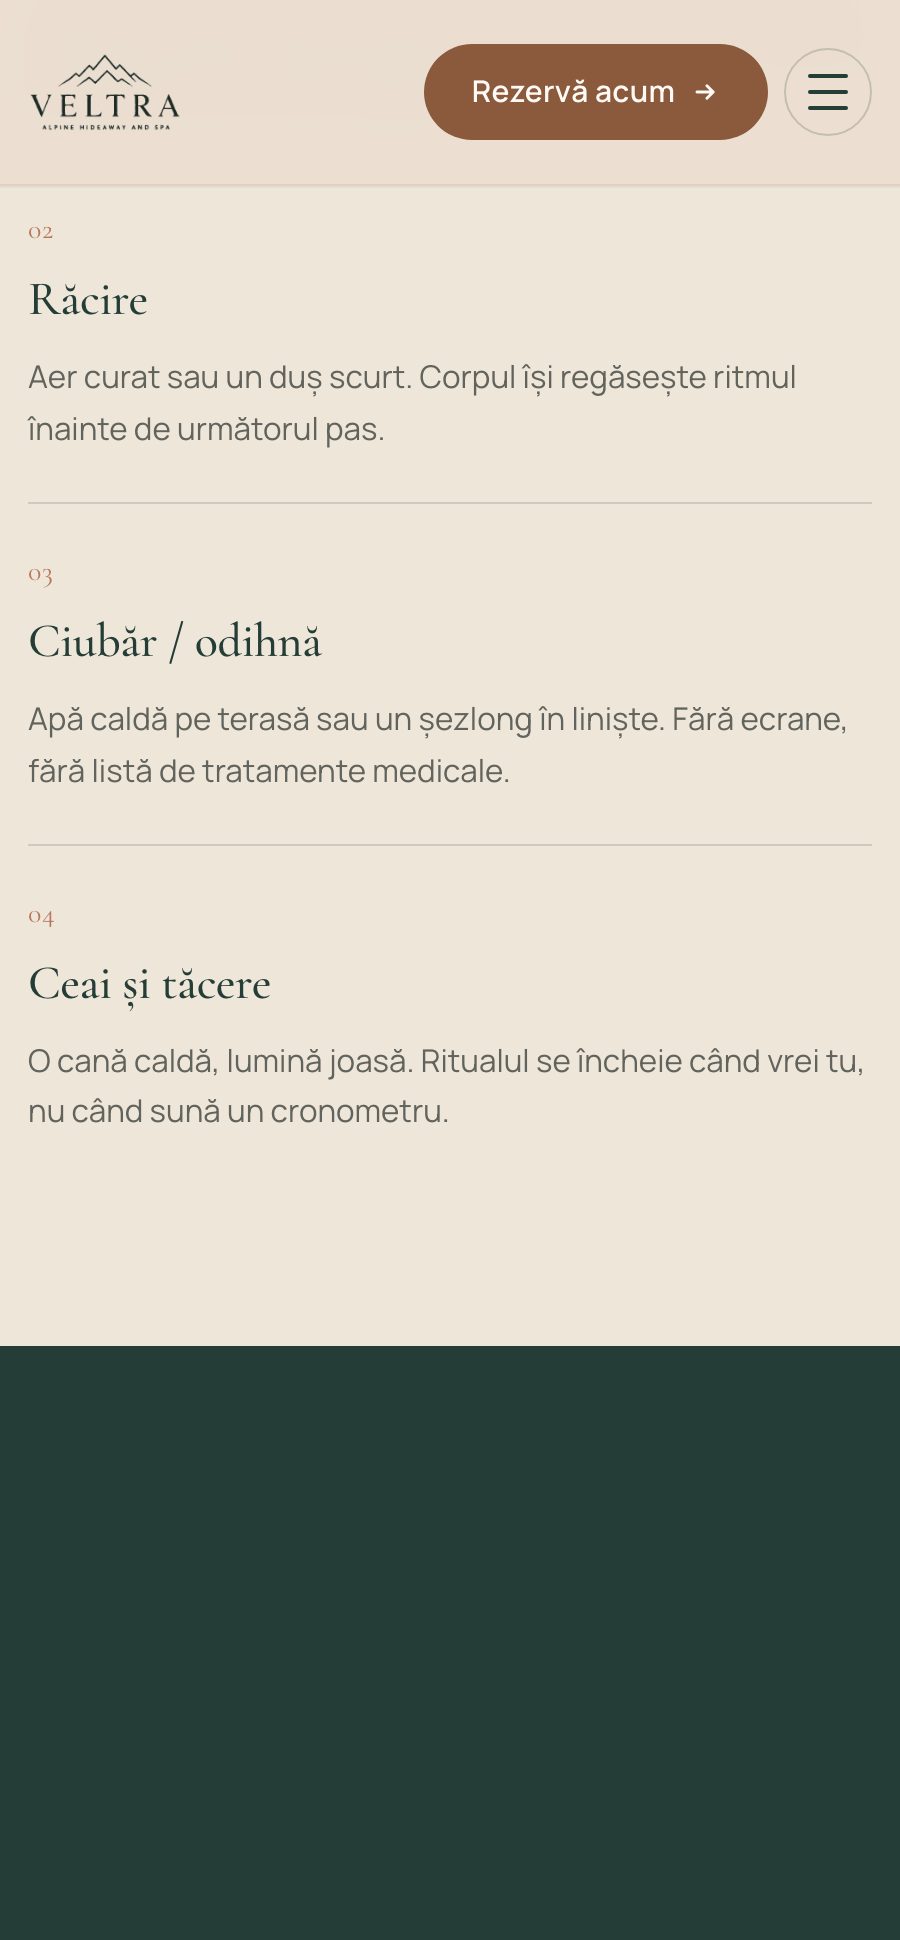 VELTRA
ALPINE HIDEAWAY AND SPA
Rezervă acum →
02
Răcire
Aer curat sau un duș scurt. Corpul își regăsește ritmul
înainte de următorul pas.
03
Ciubăr / odihnă
Apă caldă pe terasă sau un șezlong în liniște. Fără ecrane,
fără listă de tratamente medicale.
04
Ceai și tăcere
O cană caldă, lumină joasă. Ritualul se încheie când vrei tu,
nu când sună un cronometru.